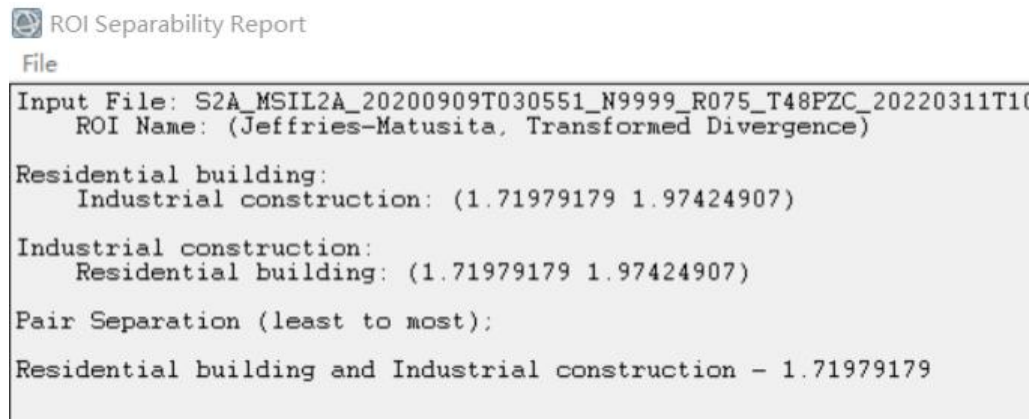 ROI Separability Report
File
Input File: S2A_MSIL2A_20200909T030551_N9999_R075_T48PZC_20220311T10
ROI Name: (Jeffries-Matusita, Transformed Divergence)
Residential building:
Industrial construction: (1.71979179 1.97424907)
Industrial construction:
Residential building: (1.71979179 1.97424907)
Pair Separation (least to most);
Residential building and Industrial construction - 1.71979179